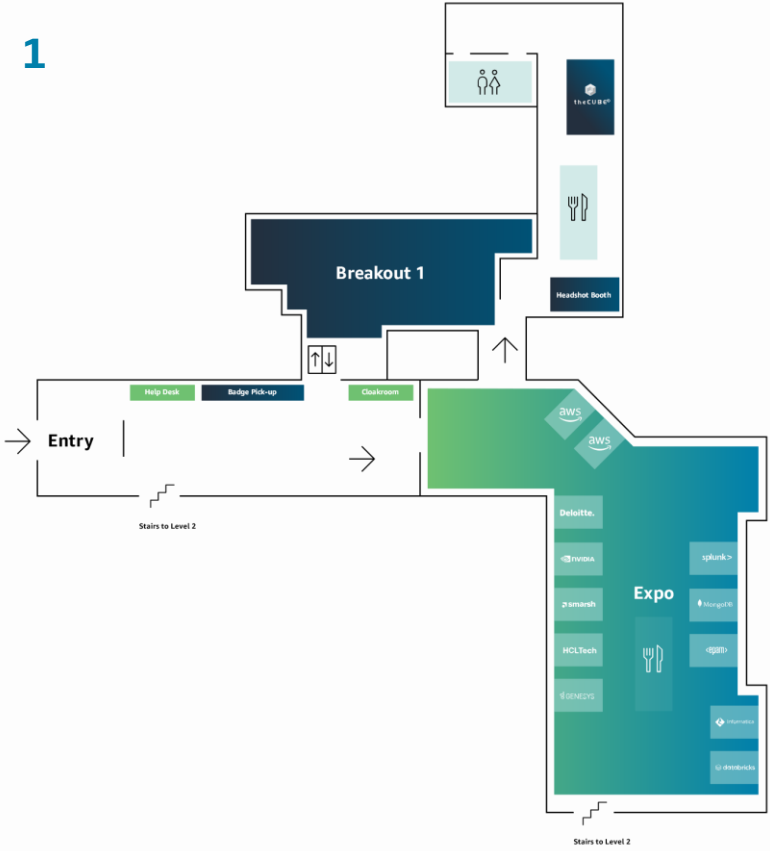 1
theCUBE
Headshot Booth
Breakout 1
Help Desk
Badge Pick-up
Cloakroom
Entry
Stairs to Level 2
aws
aws
Deloitte.
NVIDIA
smarsh
HCLTech
GENESYS
Expo
splunk>
MongoDB
<epam>
Informatica
databricks
Stairs to Level 2